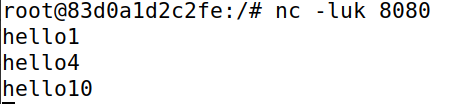 root@83d0a1d2c2fe:/# nc -luk 8080
hello1
hello4
hello10